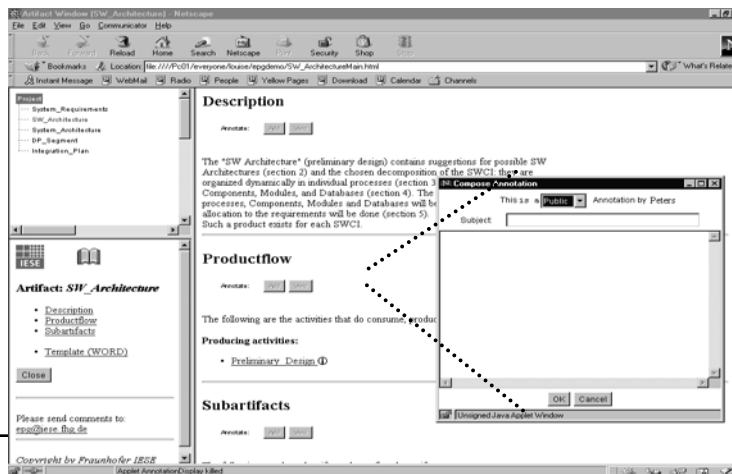 Artifact Window [SW_Architecture] - Netscape
File Edit View Go Communicator Help
Back Forward Reload Home Search Netscape Print Security Shop Stop
Bookmarks Location: file:////Pc01/everyone/louise/epgdemo/SW_ArchitectureMain.html What's Relate
Instant Message WebMail Radio People Yellow Pages Download Calendar Channels
Project
System_Requirements
SW_Architecture
System_Architecture
DP_Segment
Integration_Plan
IESE
Artifact: SW_Architecture
• Description
• Productflow
• Subartifacts
• Template (WORD)
Close
Please send comments to:
epg@iese.fhg.de
Copyright by Fraunhofer IESE
Description
Annotate:
The "SW Architecture" (preliminary design) contains suggestions for possible SW
Architectures (section 2) and the chosen decomposition of the SWCI: they are
organized dynamically in individual processes (section 3
Components, Modules, and Databases (section 4). The
processes, Components, Modules and Databases will be
allocation to the requirements will be done (section 5).
Such a product exists for each SWCI.
Productflow
Annotate:
The following are the activities that do consume, produc
Producing activities:
• Preliminary_Design
Subartifacts
Annotate:
Compose Annotation
This is a Public Annotation by Peters
Subject
OK Cancel
Unsigned Java Applet Window
Applet AnnotationDisplay killed